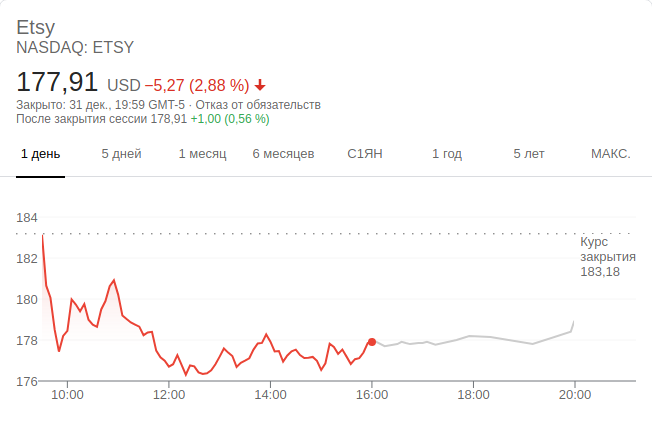 Etsy
NASDAQ: ETSY
177,91 USD −5,27 (2,88 %)
Закрыто: 31 дек., 19:59 GMT-5 · Отказ от обязательств
После закрытия сессии 178,91 +1,00 (0,56 %)
1 день 5 дней 1 месяц 6 месяцев С1ЯН 1 год 5 лет МАКС.
184
Курс
закрытия
183,18
182
180
178
176
10:00 12:00 14:00 16:00 18:00 20:00